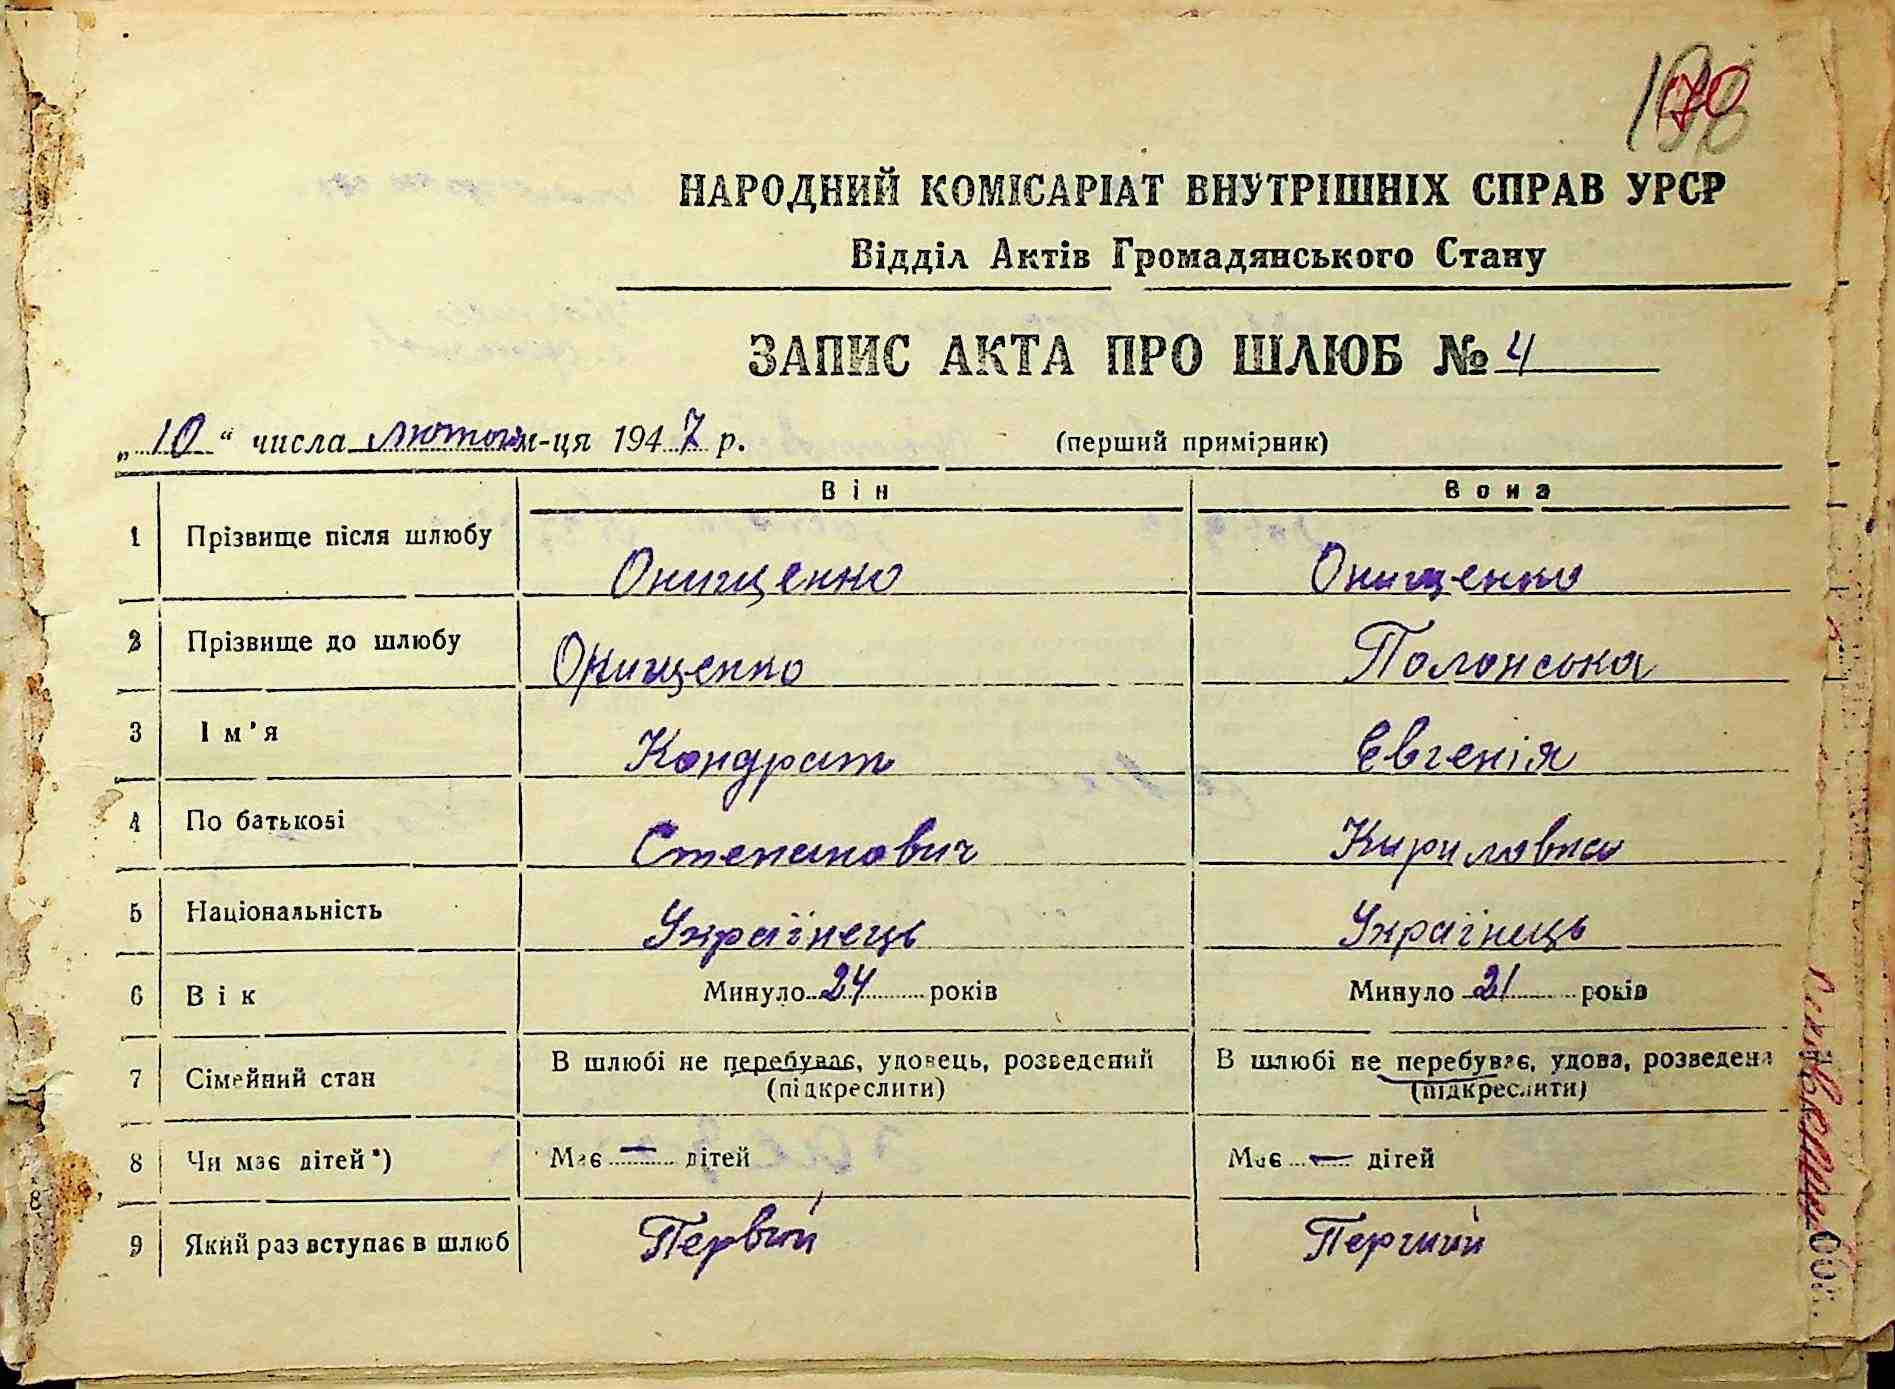 170
НАРОДНИЙ КОМІСАРІАТ ВНУТРІШНІХ СПРАВ УРСР
Відділ Актів Громадянського Стану
ЗАПИС АКТА ПРО ШЛЮБ № 4
„10“ числа лютого м-ця 1947 р. (перший примірник)
Він Вона
1 Прізвище після шлюбу Онищенко Онищенко
2 Прізвище до шлюбу Онищенко Полонська
3 Ім'я Кондрат Євгенія
4 По батькові Степанович Кириловна
5 Національність Українець Українець
6 Вік Минуло 24 років Минуло 21 років
7 Сімейний стан В шлюбі не перебуває, удовець, розведений В шлюбі не перебуває, удова, розведена
(підкреслити) (підкреслити)
8 Чи має дітей*) Має — дітей Має — дітей
9 Який раз вступає в шлюб Первий Перший
8